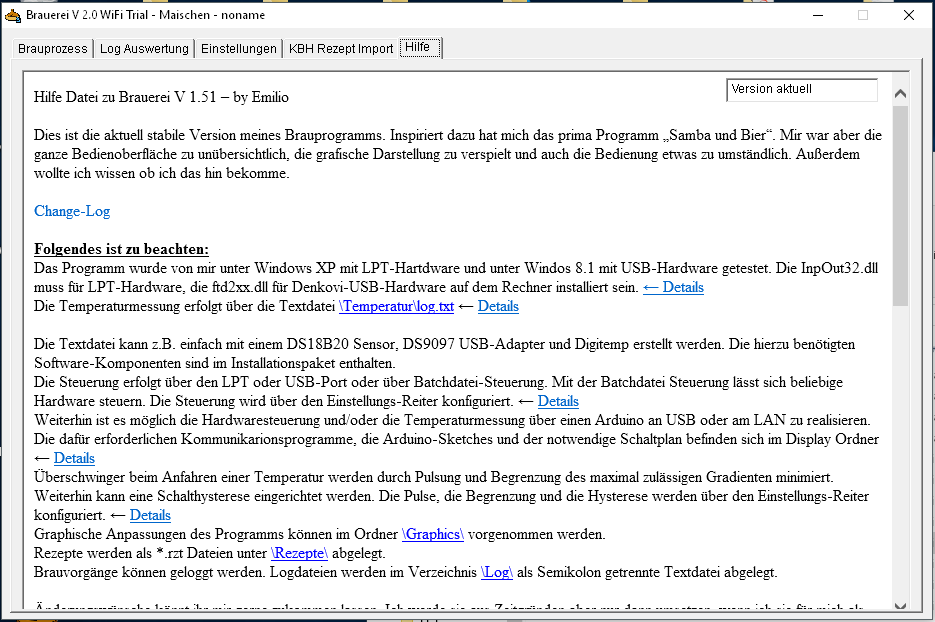 Brauerei V 2.0 WiFi Trial - Maischen - noname
Brauprozess
Log Auswertung
Einstellungen
KBH Rezept Import
Hilfe
Version aktuell
Hilfe Datei zu Brauerei V 1.51 – by Emilio
Dies ist die aktuell stabile Version meines Brauprogramms. Inspiriert dazu hat mich das prima Programm „Samba und Bier“. Mir war aber die
ganze Bedienoberfläche zu unübersichtlich, die grafische Darstellung zu verspielt und auch die Bedienung etwas zu umständlich. Außerdem
wollte ich wissen ob ich das hin bekomme.
Change-Log
Folgendes ist zu beachten:
Das Programm wurde von mir unter Windows XP mit LPT-Hartdware und unter Windos 8.1 mit USB-Hardware getestet. Die InpOut32.dll
muss für LPT-Hardware, die ftd2xx.dll für Denkovi-USB-Hardware auf dem Rechner installiert sein. ← Details
Die Temperaturmessung erfolgt über die Textdatei \Temperatur\log.txt ← Details
Die Textdatei kann z.B. einfach mit einem DS18B20 Sensor, DS9097 USB-Adapter und Digitemp erstellt werden. Die hierzu benötigten
Software-Komponenten sind im Installationspaket enthalten.
Die Steuerung erfolgt über den LPT oder USB-Port oder über Batchdatei-Steuerung. Mit der Batchdatei Steuerung lässt sich beliebige
Hardware steuern. Die Steuerung wird über den Einstellungs-Reiter konfiguriert. ← Details
Weiterhin ist es möglich die Hardwaresteuerung und/oder die Temperaturmessung über einen Arduino an USB oder am LAN zu realisieren.
Die dafür erforderlichen Kommunikarionsprogramme, die Arduino-Sketches und der notwendige Schaltplan befinden sich im Display Ordner
← Details
Überschwinger beim Anfahren einer Temperatur werden durch Pulsung und Begrenzung des maximal zulässigen Gradienten minimiert.
Weiterhin kann eine Schalthysterese eingerichtet werden. Die Pulse, die Begrenzung und die Hysterese werden über den Einstellungs-Reiter
konfiguriert. ← Details
Graphische Anpassungen des Programms können im Ordner \Graphics\ vorgenommen werden.
Rezepte werden als *.rzt Dateien unter \Rezepte\ abgelegt.
Brauvorgänge können geloggt werden. Logdateien werden im Verzeichnis \Log\ als Semikolon getrennte Textdatei abgelegt.